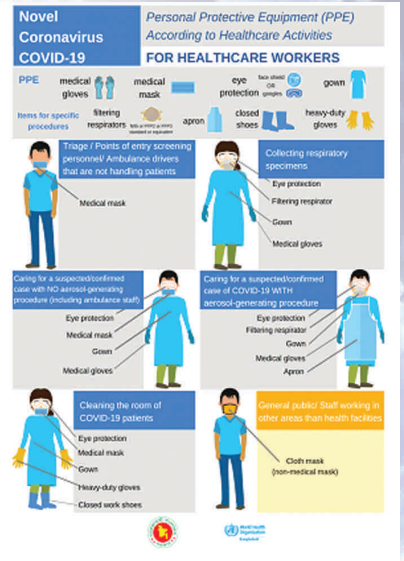 Novel
Coronavirus
COVID-19
Personal Protective Equipment (PPE)
According to Healthcare Activities
FOR HEALTHCARE WORKERS
PPE
medical
gloves
medical
mask
eye
protection
face shield
OR
goggles
gown
Items for specific
procedures
filtering
respirators
standard or equivalent
apron
closed
shoes
heavy-duty
gloves
Triage / Points of entry screening
personnel/ Ambulance drivers
that are not handling patients
Medical mask
Collecting respiratory
specimens
Eye protection
Filtering respirator
Gown
Medical gloves
Caring for a suspected/confirmed
case with NO aerosol-generating
procedure (including ambulance staff)
Eye protection
Medical mask
Gown
Medical gloves
Caring for a suspected/confirmed
case of COVID-19 WITH
aerosol-generating procedure
Eye protection
Filtering respirator
Gown
Medical gloves
Apron
Cleaning the room of
COVID-19 patients
Eye protection
Medical mask
Gown
Heavy-duty gloves
Closed work shoes
General public/ Staff working in
other areas than health facilities
Cloth mask
(non-medical mask)
World Health
Organization
Bangladesh